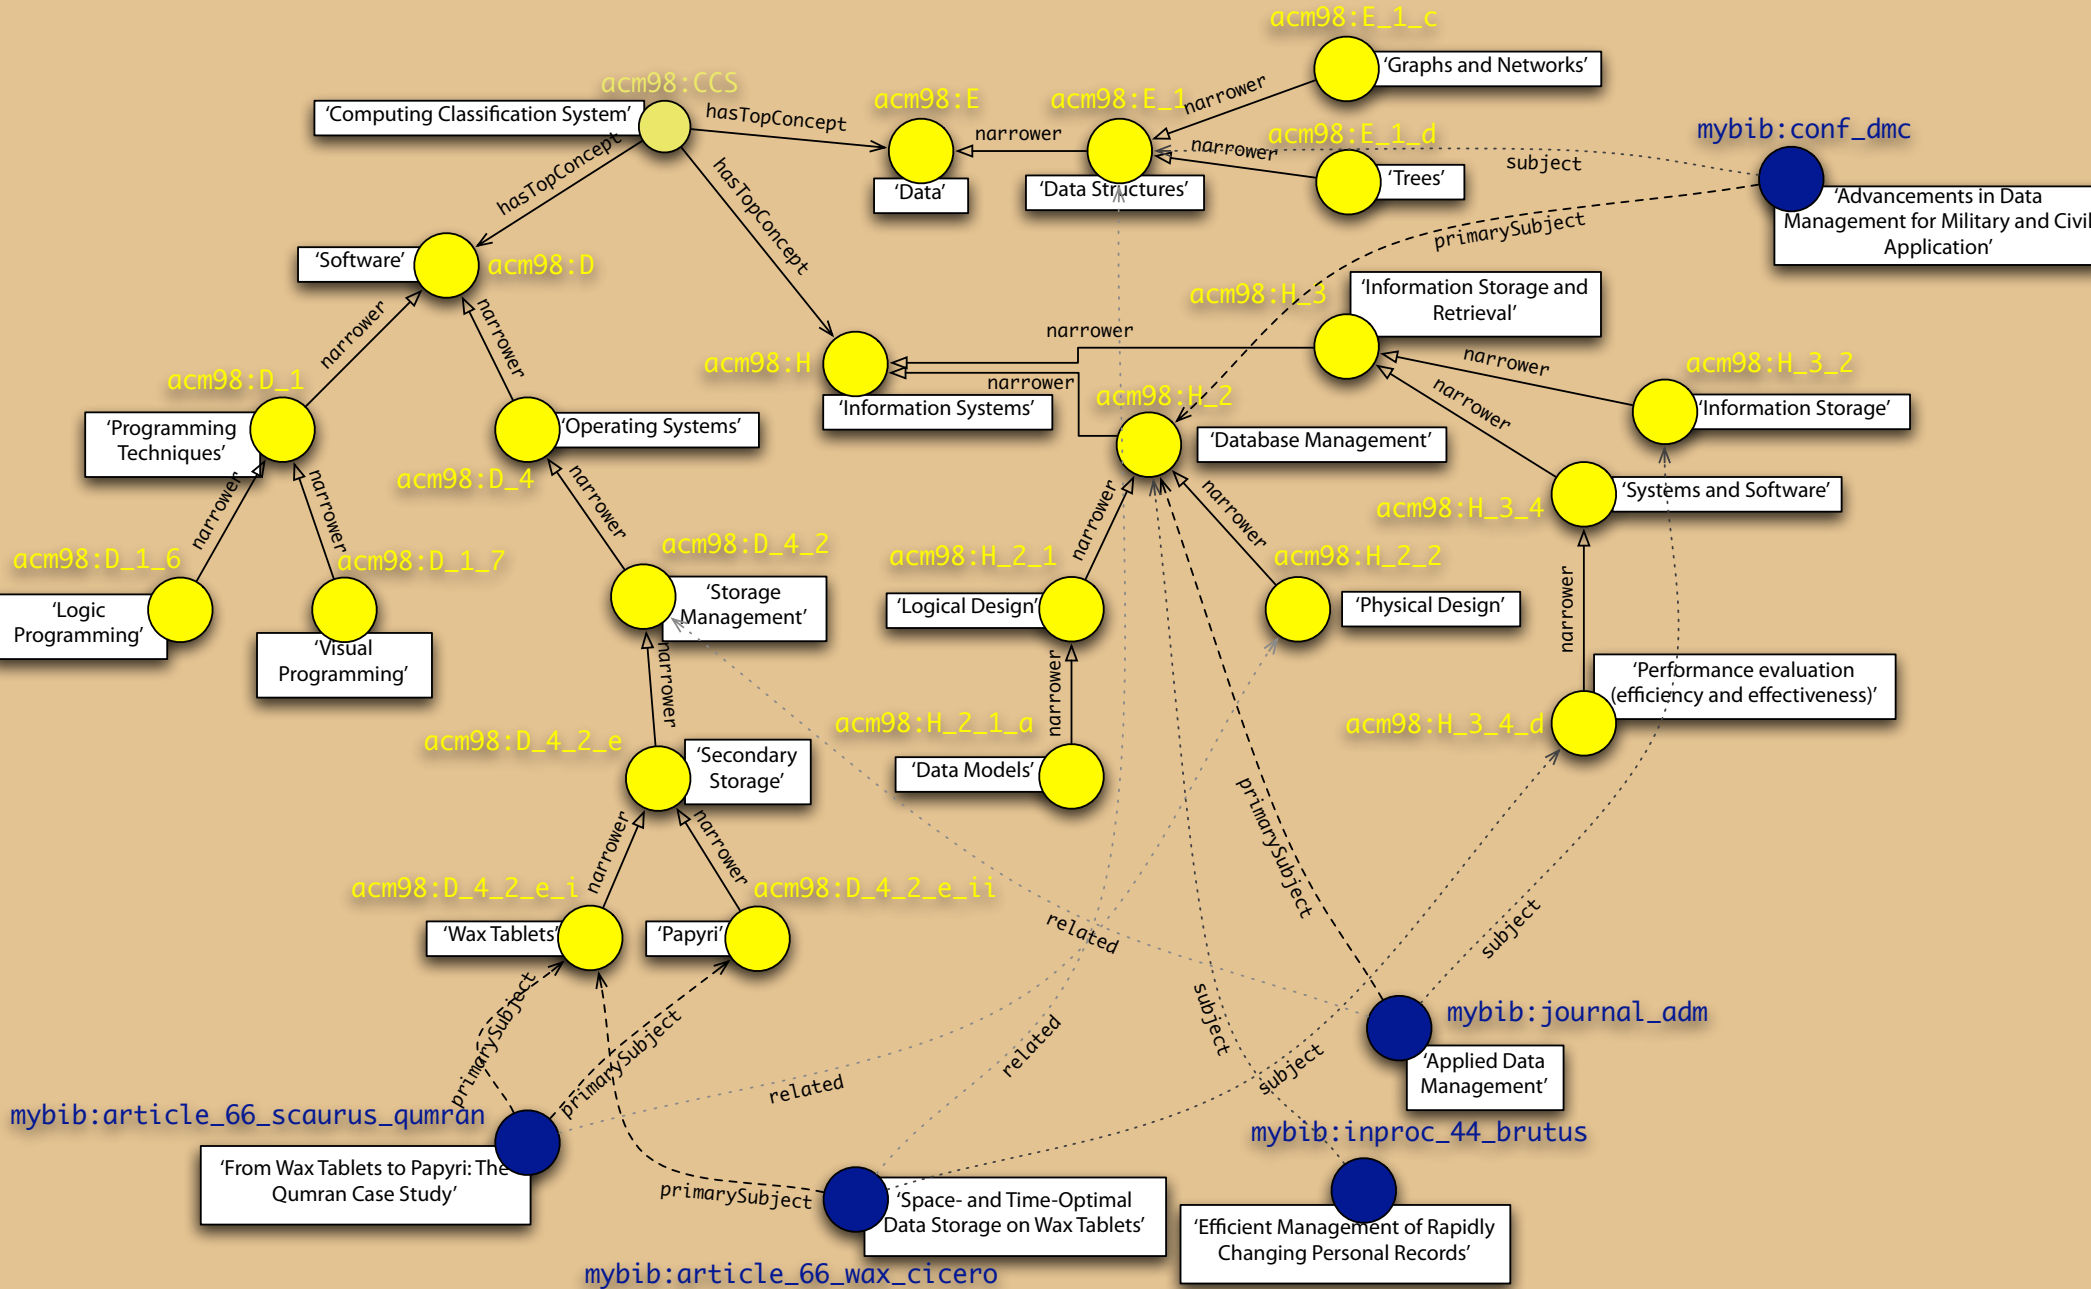 acm98:E_1_c
'Graphs and Networks'
acm98:CCS
'Computing Classification System'
hasTopConcept
acm98:E
narrower
acm98:E_1
narrower
acm98:E_1_d
narrower
mybib:conf_dmc
subject
'Data'
'Data Structures'
'Trees'
'Advancements in Data
Management for Military and Civil
Application'
hasTopConcept
hasTopConcept
primarySubject
'Software'
acm98:D
acm98:H_3
'Information Storage and
Retrieval'
narrower
narrower
narrower
acm98:H
narrower
narrower
acm98:H_3_2
acm98:D_1
acm98:H_2
narrower
'Information Systems'
'Information Storage'
'Programming
Techniques'
'Operating Systems'
'Database Management'
acm98:D_4
narrower
narrower
narrower
narrower
narrower
'Systems and Software'
acm98:H_3_4
acm98:D_1_6
acm98:D_1_7
acm98:D_4_2
acm98:H_2_1
acm98:H_2_2
'Logic
Programming'
'Storage
Management'
'Logical Design'
'Physical Design'
narrower
'Visual
Programming'
narrower
narrower
'Performance evaluation
(efficiency and effectiveness)'
acm98:D_4_2_e
acm98:H_2_1_a
acm98:H_3_4_d
'Secondary
Storage'
'Data Models'
primarySubject
narrower
narrower
acm98:D_4_2_e_i
acm98:D_4_2_e_ii
'Wax Tablets'
'Papyri'
related
subject
primarySubject
primarySubject
related
subject
mybib:journal_adm
'Applied Data
Management'
related
subject
mybib:article_66_scaurus_qumran
mybib:inproc_44_brutus
'From Wax Tablets to Papyri: The
Qumran Case Study'
primarySubject
'Space- and Time-Optimal
Data Storage on Wax Tablets'
'Efficient Management of Rapidly
Changing Personal Records'
mybib:article_66_wax_cicero